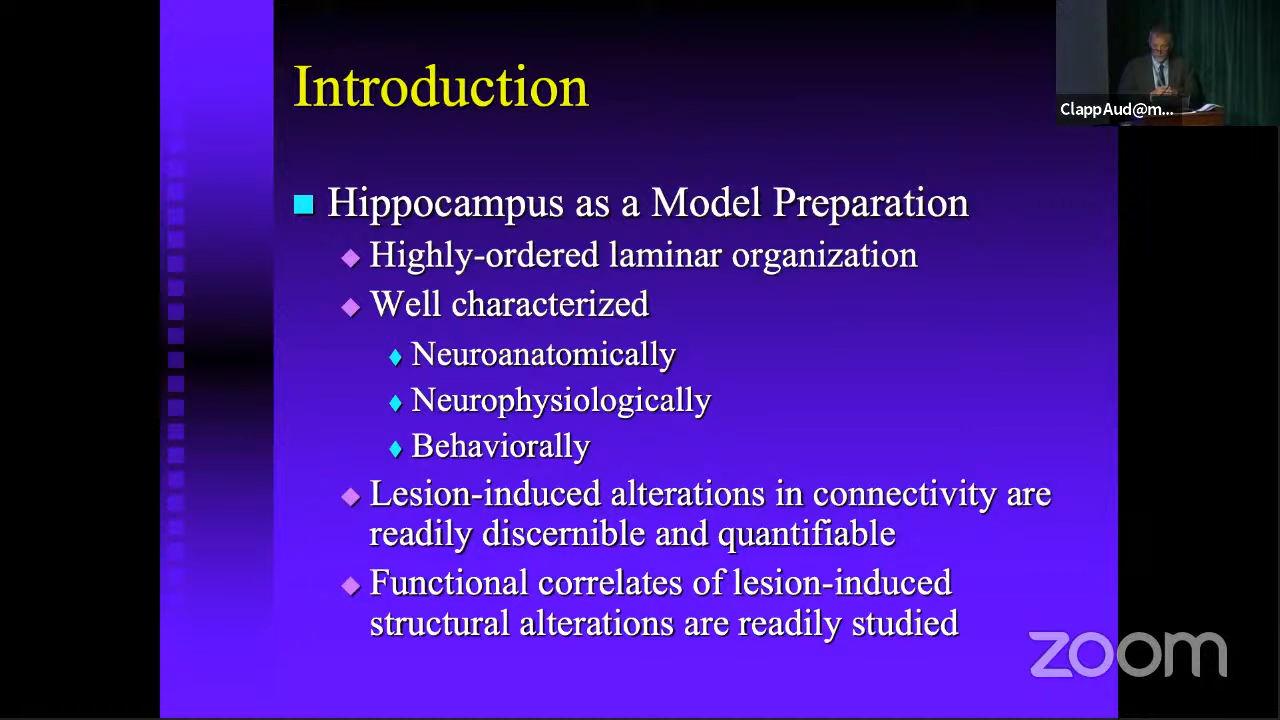 Introduction
ClappAud@m...
Hippocampus as a Model Preparation
Highly-ordered laminar organization
Well characterized
Neuroanatomically
Neurophysiologically
Behaviorally
Lesion-induced alterations in connectivity are
readily discernible and quantifiable
Functional correlates of lesion-induced
structural alterations are readily studied
zoom